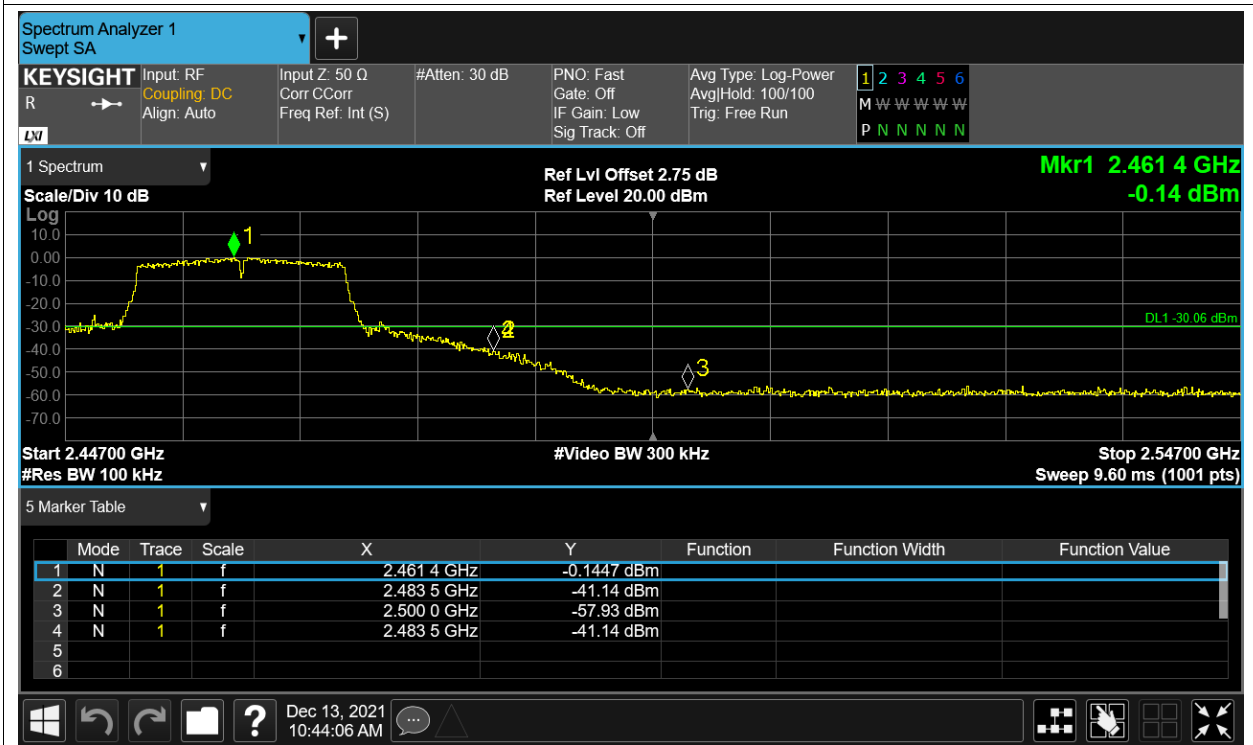 Spectrum Analyzer 1
Swept SA
+
KEYSIGHT
R
LXI
Input: RF
Coupling: DC
Align: Auto
Input Z: 50 Ω
Corr CCorr
Freq Ref: Int (S)
#Atten: 30 dB
PNO: Fast
Gate: Off
IF Gain: Low
Sig Track: Off
Avg Type: Log-Power
Avg|Hold: 100/100
Trig: Free Run
1 2 3 4 5 6
M W W W W W
P N N N N N
1 Spectrum
Scale/Div 10 dB
Ref Lvl Offset 2.75 dB
Ref Level 20.00 dBm
Mkr1 2.461 4 GHz
-0.14 dBm
Log
10.0
0.00
-10.0
-20.0
-30.0
-40.0
-50.0
-60.0
-70.0
1
2
3
DL1 -30.06 dBm
Start 2.44700 GHz
#Video BW 300 kHz
Stop 2.54700 GHz
#Res BW 100 kHz
Sweep 9.60 ms (1001 pts)
5 Marker Table
Mode Trace Scale X Y Function Function Width Function Value
1 N 1 f 2.461 4 GHz -0.1447 dBm
2 N 1 f 2.483 5 GHz -41.14 dBm
3 N 1 f 2.500 0 GHz -57.93 dBm
4 N 1 f 2.483 5 GHz -41.14 dBm
5
6
?
Dec 13, 2021
10:44:06 AM